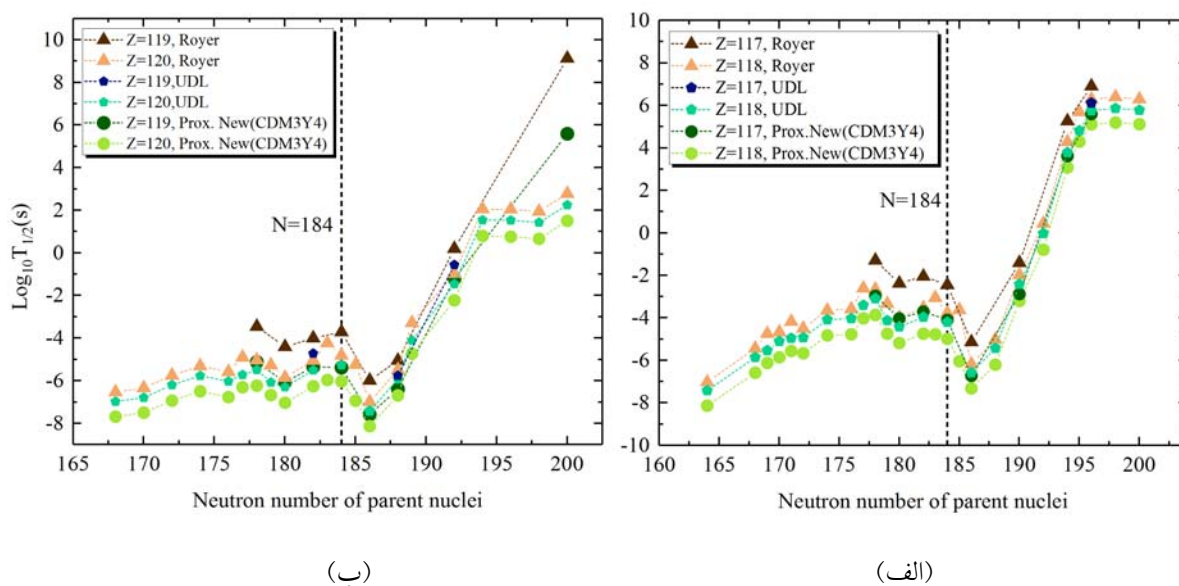 Z=119, Royer
Z=120, Royer
Z=119,UDL
Z=120,UDL
Z=119, Prox. New(CDM3Y4)
Z=120, Prox. New(CDM3Y4)
N=184
Log10T1/2(s)
10
8
6
4
2
0
-2
-4
-6
-8
165 170 175 180 185 190 195 200
Neutron number of parent nuclei
(ب)
Z=117, Royer
Z=118, Royer
Z=117, UDL
Z=118, UDL
Z=117, Prox.New(CDM3Y4)
Z=118, Prox.New(CDM3Y4)
N=184
10
8
6
4
2
0
-2
-4
-6
-8
-10
160 165 170 175 180 185 190 195 200
Neutron number of parent nuclei
(الف)